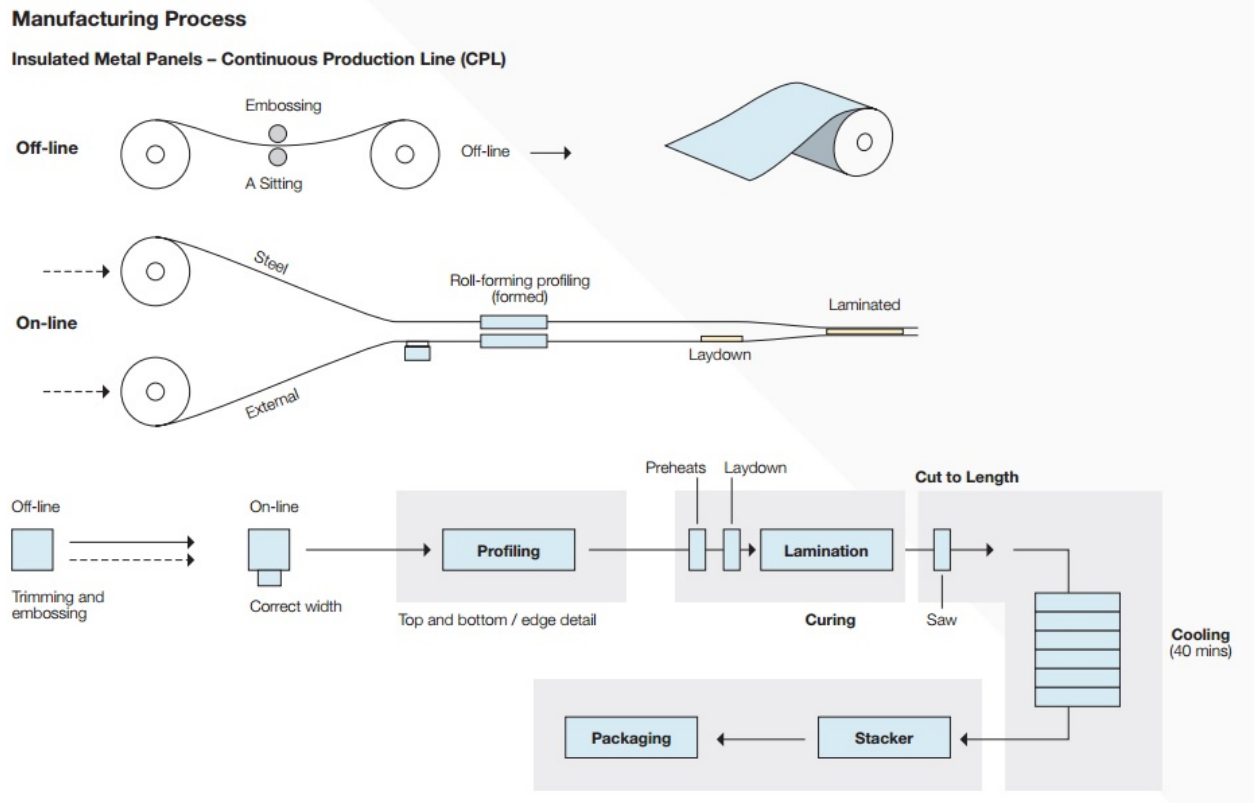 Manufacturing Process
Insulated Metal Panels – Continuous Production Line (CPL)
Embossing
Off-line
Off-line
A Sitting
Steel
Roll-forming profiling
(formed)
Laminated
On-line
Laydown
External
Preheats
Laydown
Cut to Length
Off-line
On-line
Profiling
Lamination
Trimming and
embossing
Correct width
Top and bottom / edge detail
Curing
Saw
Cooling
(40 mins)
Packaging
Stacker